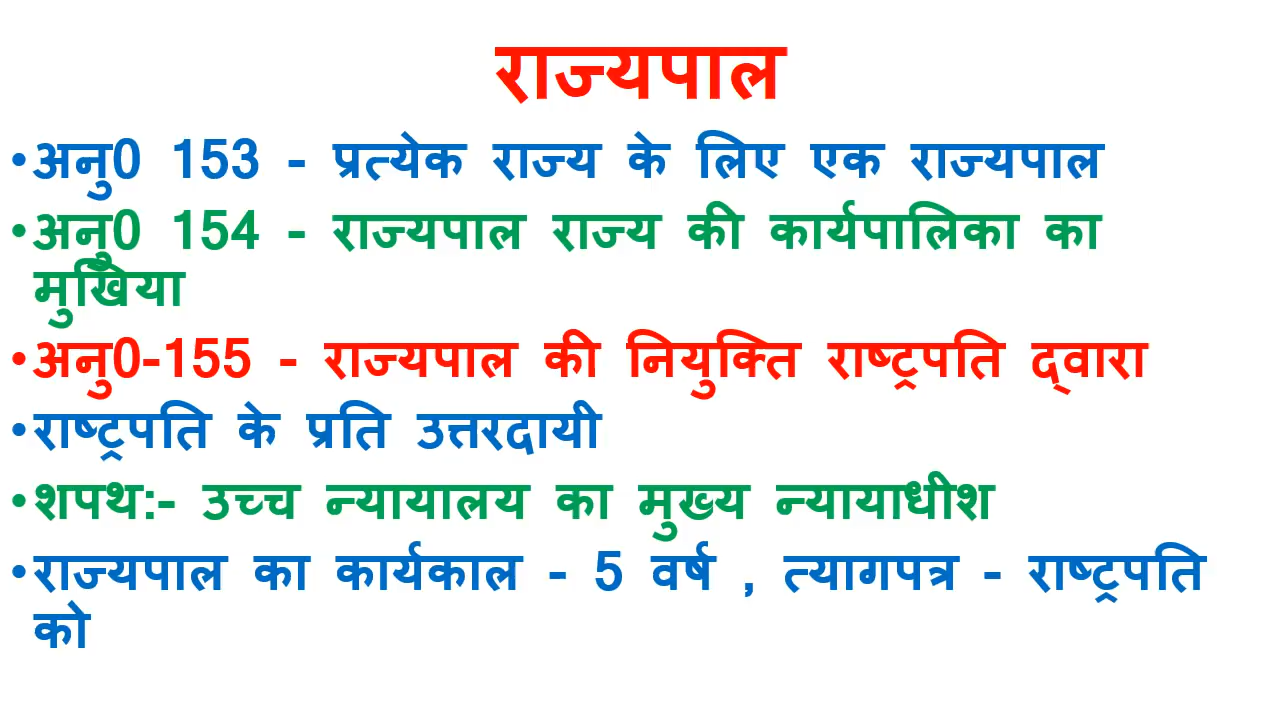 राज्यपाल
•अनु0 153 - प्रत्येक राज्य के लिए एक राज्यपाल
•अनु0 154 - राज्यपाल राज्य की कार्यपालिका का
मुखिया
•अनु0-155 - राज्यपाल की नियुक्ति राष्ट्रपति द्वारा
•राष्ट्रपति के प्रति उत्तरदायी
•शपथ:- उच्च न्यायालय का मुख्य न्यायाधीश
•राज्यपाल का कार्यकाल - 5 वर्ष , त्यागपत्र - राष्ट्रपति
को